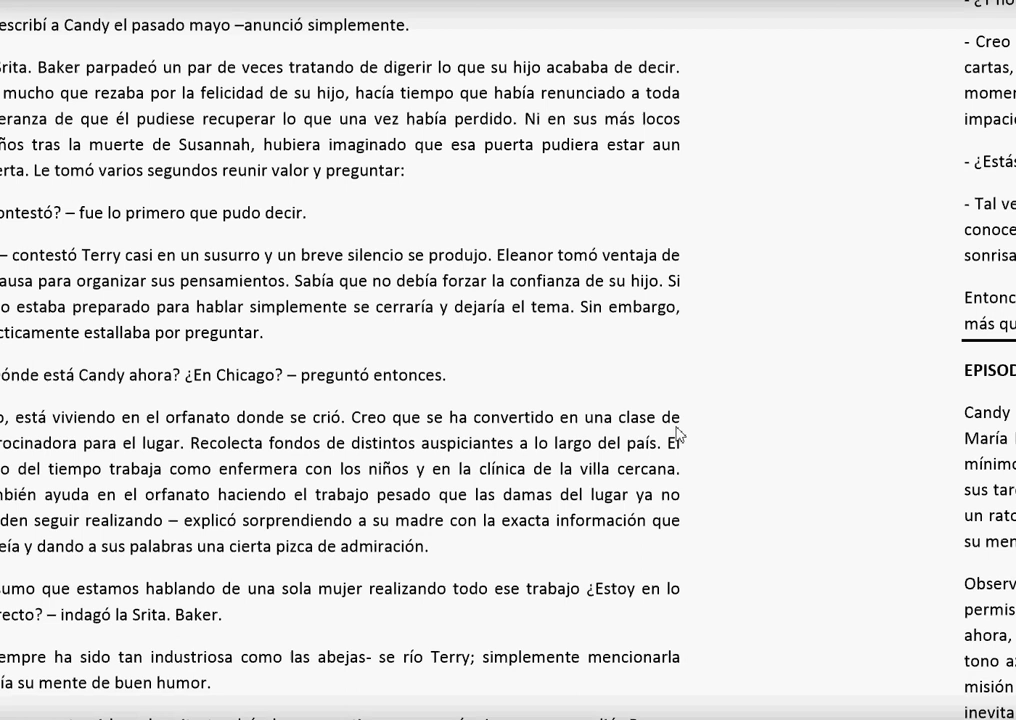 escribí a Candy el pasado mayo –anunció simplemente.
Baker parpadeó un par de veces tratando de digerir lo que su hijo acababa de decir.
mucho que rezaba por la felicidad de su hijo, hacía tiempo que había renunciado a toda
eranza de que él pudiese recuperar lo que una vez había perdido. Ni en sus más locos
ños tras la muerte de Susannah, hubiera imaginado que esa puerta pudiera estar aun
erta. Le tomó varios segundos reunir valor y preguntar:
ontestó? – fue lo primero que pudo decir.
– contestó Terry casi en un susurro y un breve silencio se produjo. Eleanor tomó ventaja de
ausa para organizar sus pensamientos. Sabía que no debía forzar la confianza de su hijo. Si
o estaba preparado para hablar simplemente se cerraría y dejaría el tema. Sin embargo,
cticamente estallaba por preguntar.
ónde está Candy ahora? ¿En Chicago? – preguntó entonces.
o, está viviendo en el orfanato donde se crió. Creo que se ha convertido en una clase de
rocinadora para el lugar. Recolecta fondos de distintos auspiciantes a lo largo del país. El
o del tiempo trabaja como enfermera con los niños y en la clínica de la villa cercana.
mbién ayuda en el orfanato haciendo el trabajo pesado que las damas del lugar ya no
den seguir realizando – explicó sorprendiendo a su madre con la exacta información que
eía y dando a sus palabras una cierta pizca de admiración.
sumo que estamos hablando de una sola mujer realizando todo ese trabajo ¿Estoy en lo
recto? – indagó la Srita. Baker.
empre ha sido tan industriosa como las abejas- se río Terry; simplemente mencionarla
ía su mente de buen humor.
- Creo
cartas,
momen
impaci
- ¿Estás
- Tal ve
conoce
sonrisa
Entonc
más qu
EPISOD
Candy
María
mínimo
sus tar
un rato
su men
Observ
permis
ahora,
tono a
misión
inevita